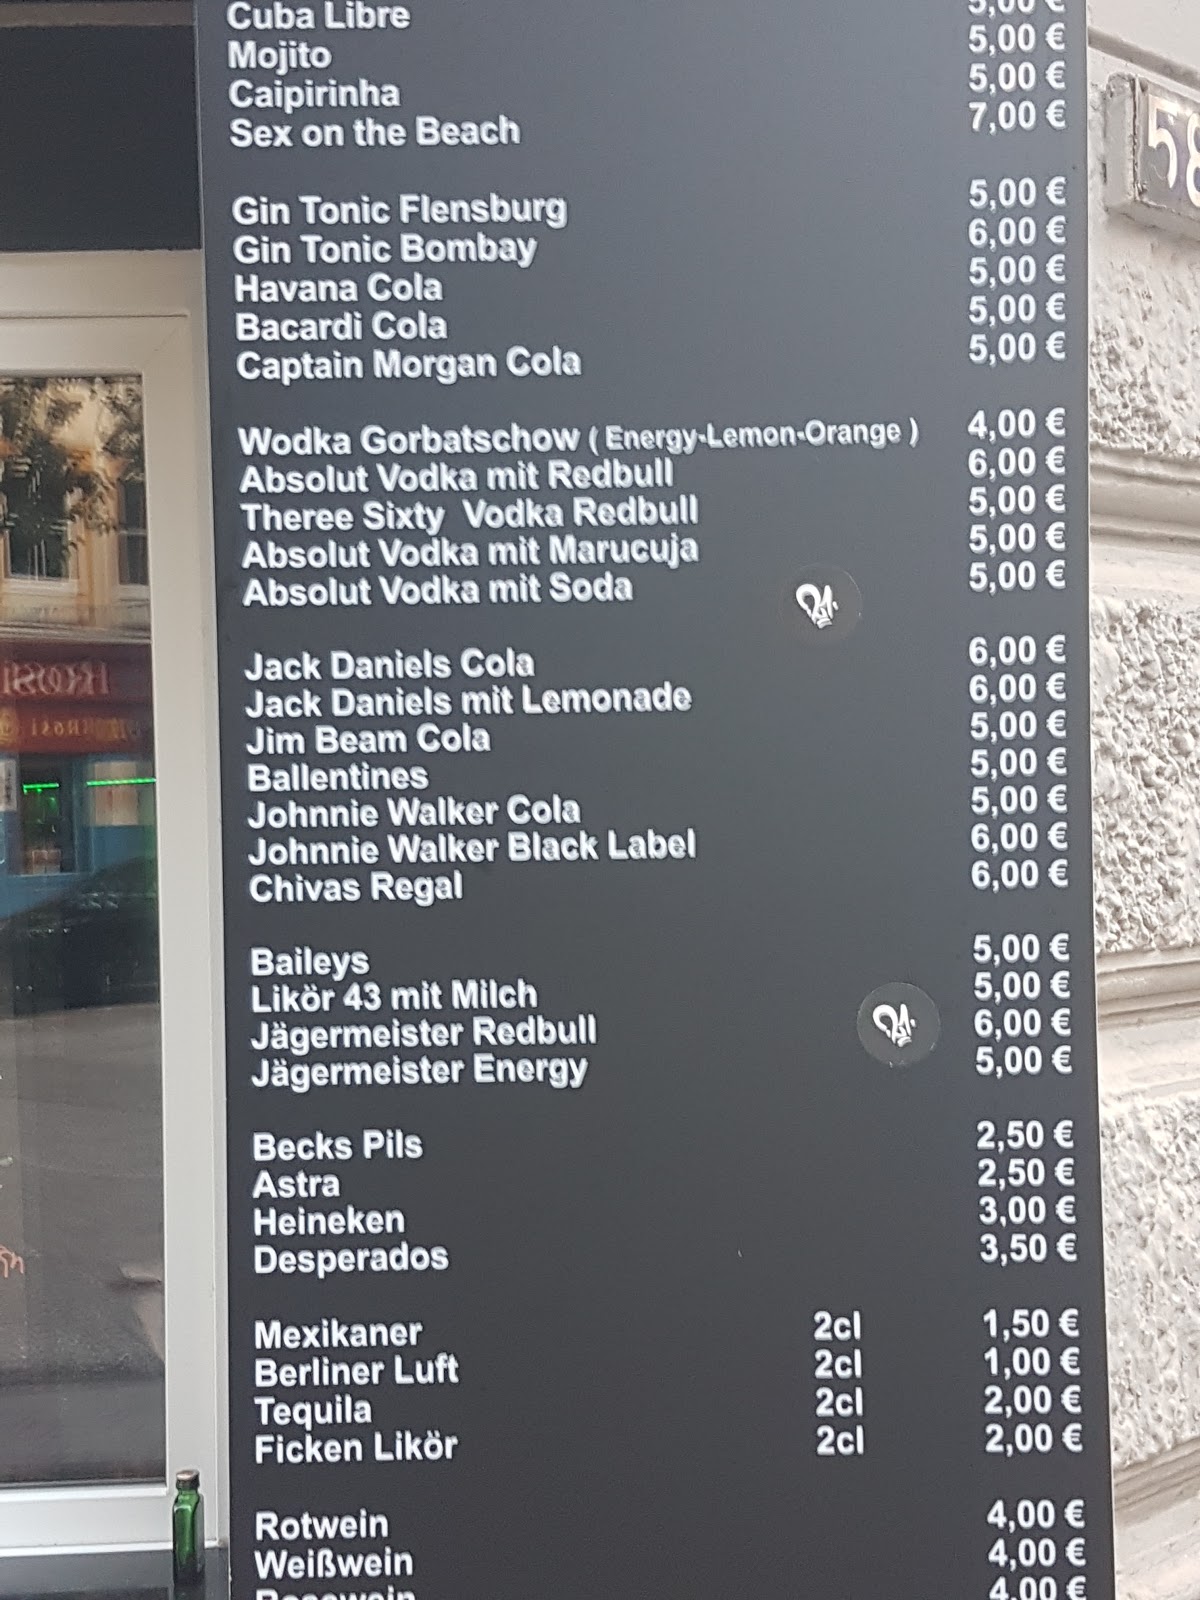 Cuba Libre 5,00 €
Mojito 5,00 €
Caipirinha 5,00 €
Sex on the Beach 7,00 €
Gin Tonic Flensburg 5,00 €
Gin Tonic Bombay 6,00 €
Havana Cola 5,00 €
Bacardi Cola 5,00 €
Captain Morgan Cola 5,00 €
Wodka Gorbatschow ( Energy-Lemon-Orange ) 4,00 €
Absolut Vodka mit Redbull 6,00 €
Theree Sixty Vodka Redbull 5,00 €
Absolut Vodka mit Marucuja 5,00 €
Absolut Vodka mit Soda 5,00 €
Jack Daniels Cola 6,00 €
Jack Daniels mit Lemonade 6,00 €
Jim Beam Cola 5,00 €
Ballentines 5,00 €
Johnnie Walker Cola 5,00 €
Johnnie Walker Black Label 6,00 €
Chivas Regal 6,00 €
Baileys 5,00 €
Likör 43 mit Milch 5,00 €
Jägermeister Redbull 6,00 €
Jägermeister Energy 5,00 €
Becks Pils 2,50 €
Astra 2,50 €
Heineken 3,00 €
Desperados 3,50 €
Mexikaner 2cl 1,50 €
Berliner Luft 2cl 1,00 €
Tequila 2cl 2,00 €
Ficken Likör 2cl 2,00 €
Rotwein 4,00 €
Weißwein 4,00 €
Rosewein 4,00 €
58